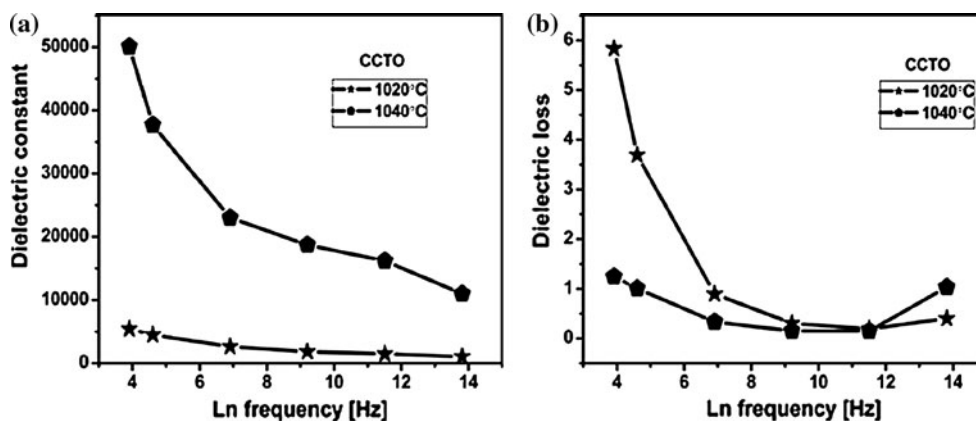 (a)
Dielectric constant
50000
40000
30000
20000
10000
0
CCTO
1020°C
1040°C
4 6 8 10 12 14
Ln frequency [Hz]
(b)
Dielectric loss
6
5
4
3
2
1
0
CCTO
1020°C
1040°C
4 6 8 10 12 14
Ln frequency [Hz]